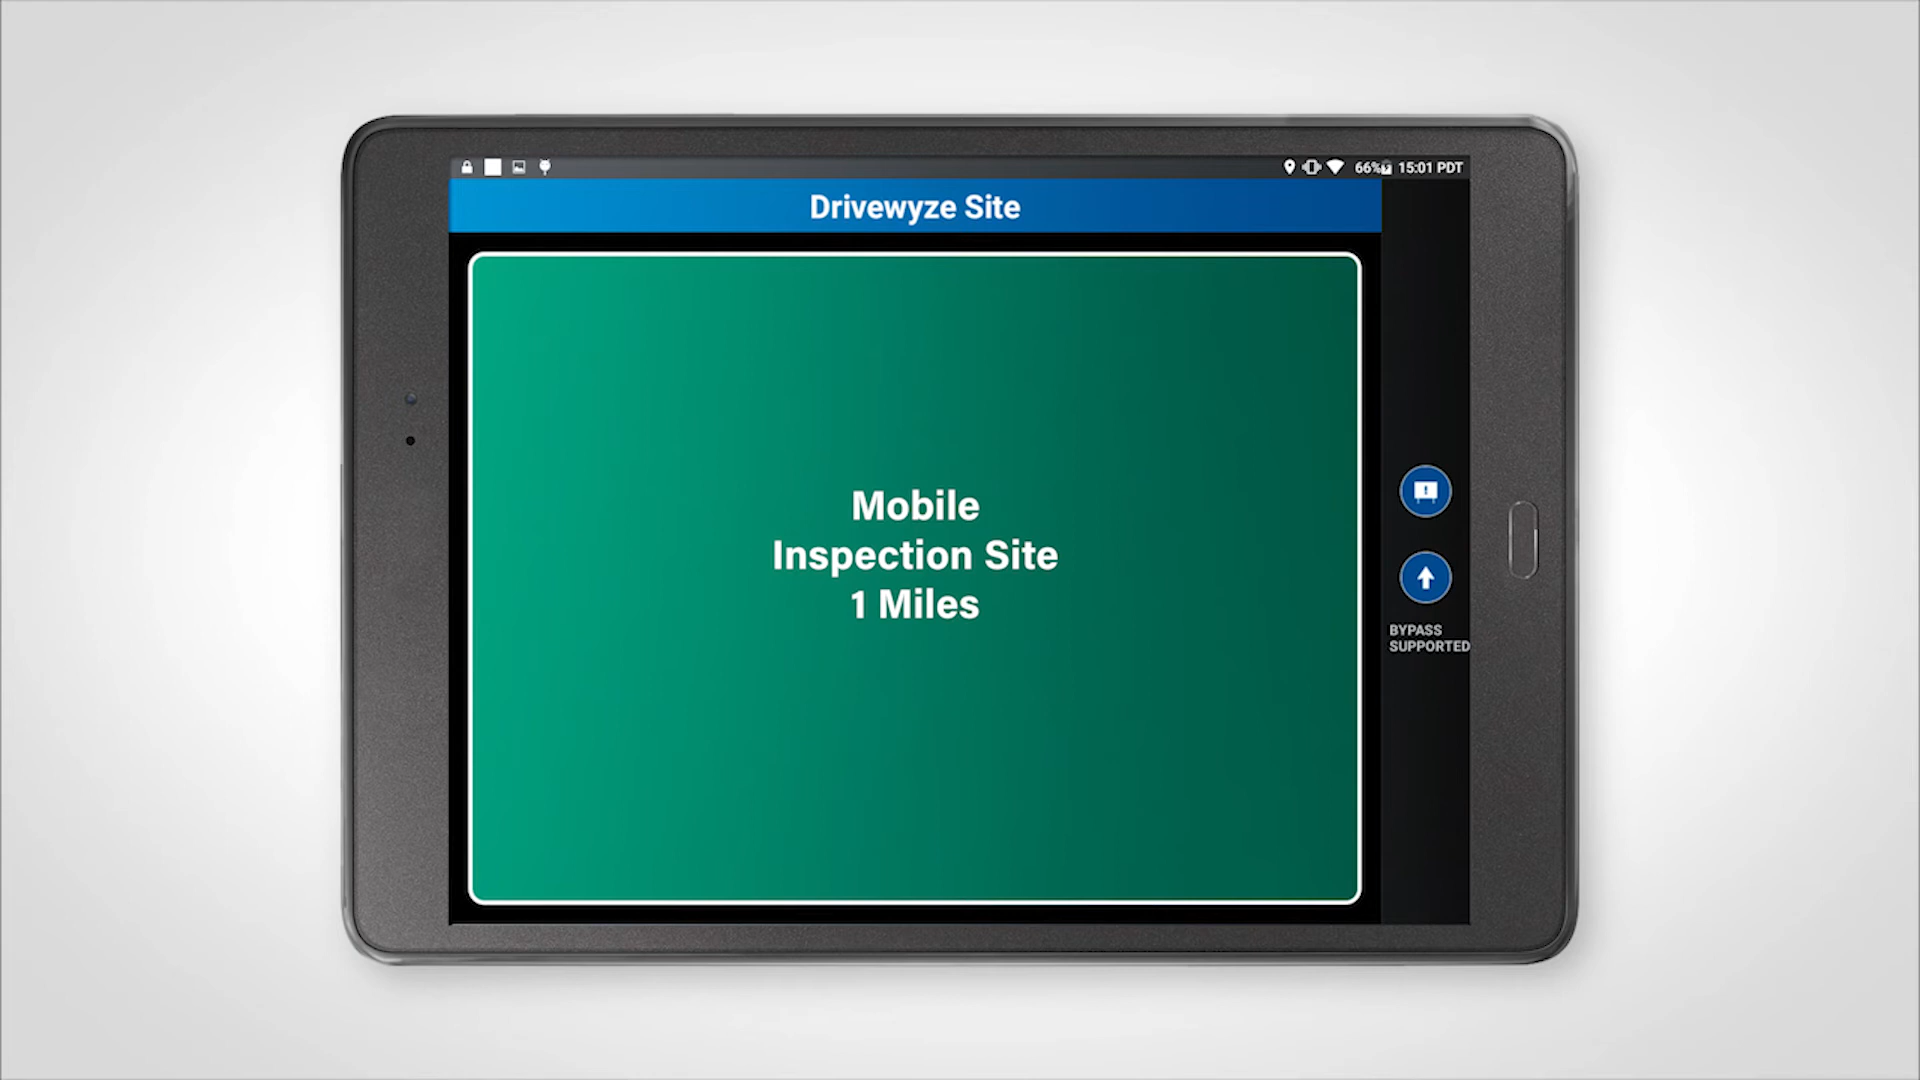 66% 15:01 PDT
Drivewyze Site
Mobile
Inspection Site
1 Miles
BYPASS
SUPPORTED